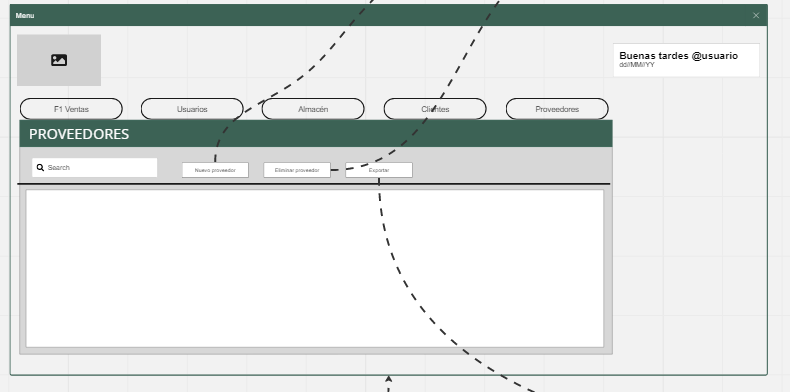 Menu
Buenas tardes @usuario
dd//MM//YY
F1 Ventas
Usuarios
Almacén
Clientes
Proveedores
PROVEEDORES
Search
Nuevo proveedor
Eliminar proveedor
Exportar